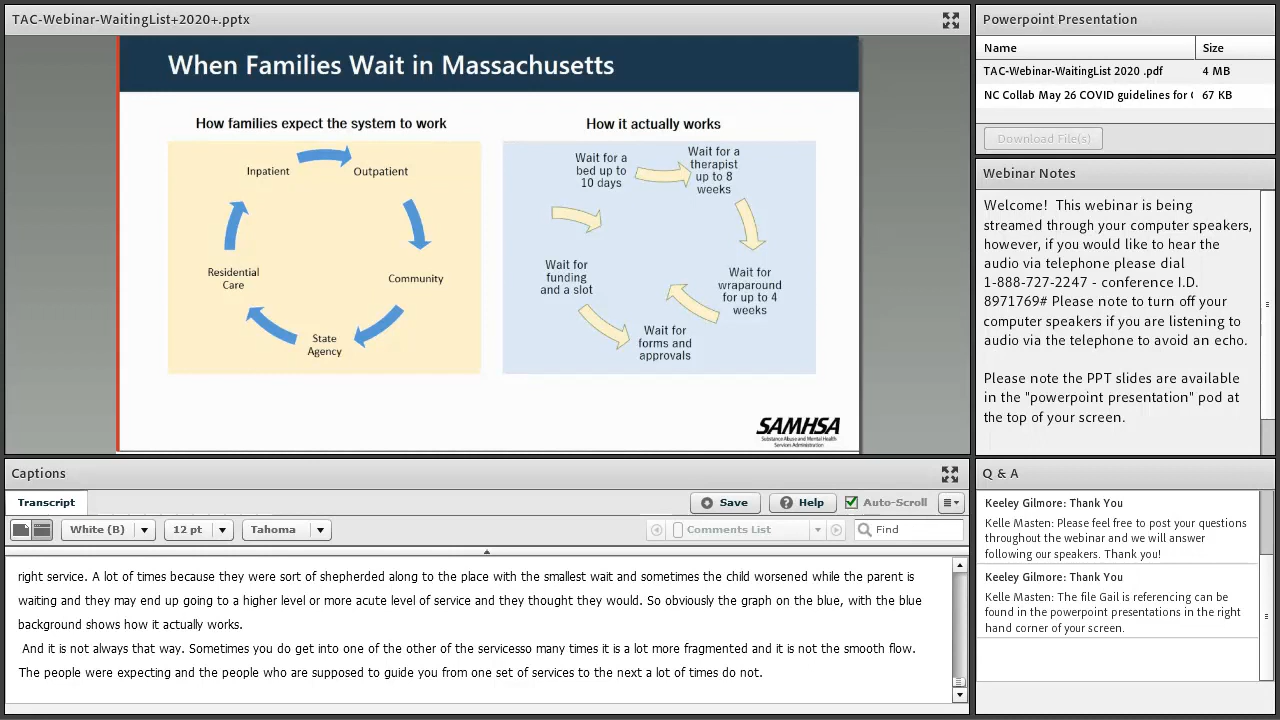 TAC-Webinar-WaitingList+2020+.pptx
When Families Wait in Massachusetts
How families expect the system to work
Inpatient
Outpatient
Community
State
Agency
Residential
Care
How it actually works
Wait for a
bed up to
10 days
Wait for a
therapist
up to 8
weeks
Wait for
wraparound
for up to 4
weeks
Wait for
forms and
approvals
Wait for
funding
and a slot
SAMHSA
Substance Abuse and Mental Health
Services Administration
Powerpoint Presentation
Name Size
TAC-Webinar-WaitingList 2020 .pdf 4 MB
NC Collab May 26 COVID guidelines for 67 KB
Download File(s)
Webinar Notes
Welcome!  This webinar is being
streamed through your computer speakers,
however, if you would like to hear the
audio via telephone please dial
1-888-727-2247 - conference I.D.
8971769# Please note to turn off your
computer speakers if you are listening to
audio via the telephone to avoid an echo.
Please note the PPT slides are available
in the "powerpoint presentation" pod at
the top of your screen.
Captions
Transcript
Save
Help
Auto-Scroll
White (B)
12 pt
Tahoma
Comments List
Find
right service. A lot of times because they were sort of shepherded along to the place with the smallest wait and sometimes the child worsened while the parent is
waiting and they may end up going to a higher level or more acute level of service and they thought they would. So obviously the graph on the blue, with the blue
background shows how it actually works.
And it is not always that way. Sometimes you do get into one of the other of the servicesso many times it is a lot more fragmented and it is not the smooth flow.
The people were expecting and the people who are supposed to guide you from one set of services to the next a lot of times do not.
Q & A
Keeley Gilmore: Thank You
Kelle Masten: Please feel free to post your questions
throughout the webinar and we will answer
following our speakers. Thank you!
Keeley Gilmore: Thank You
Kelle Masten: The file Gail is referencing can be
found in the powerpoint presentations in the right
hand corner of your screen.